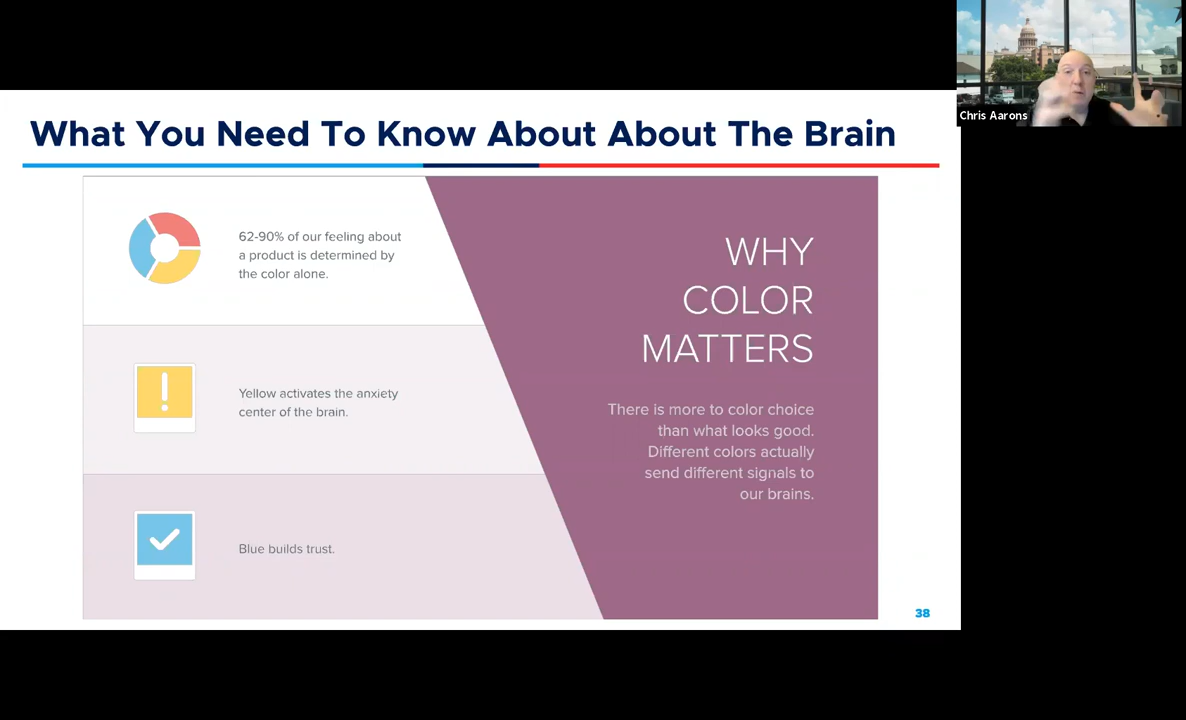 Chris Aarons
What You Need To Know About About The Brain
62-90% of our feeling about
a product is determined by
the color alone.
Yellow activates the anxiety
center of the brain.
Blue builds trust.
WHY
COLOR
MATTERS
There is more to color choice
than what looks good.
Different colors actually
send different signals to
our brains.
38